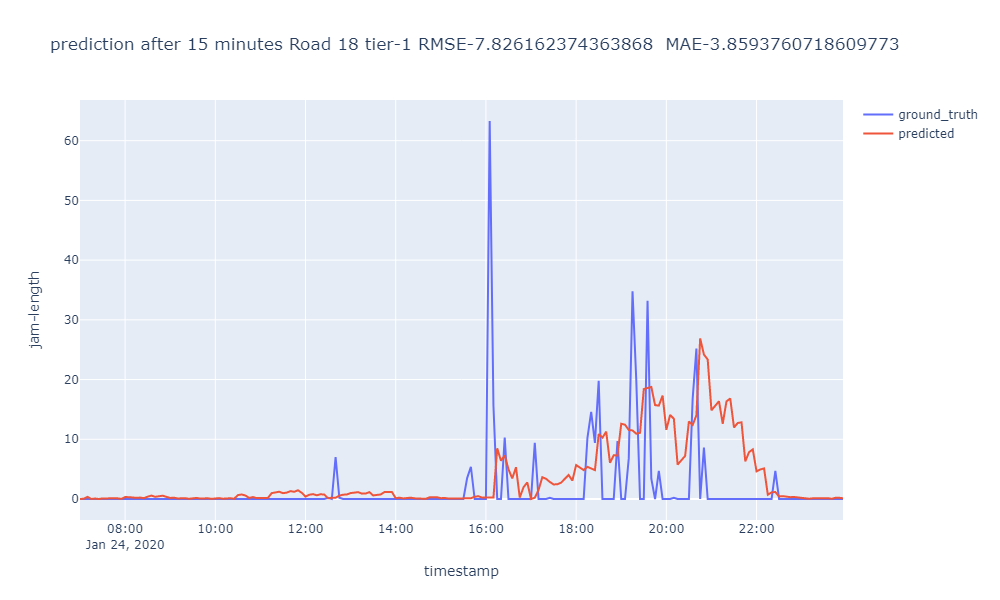 prediction after 15 minutes Road 18 tier-1 RMSE-7.826162374363868  MAE-3.8593760718609773
ground_truth
predicted
60
50
40
30
20
10
0
jam-length
08:00 10:00 12:00 14:00 16:00 18:00 20:00 22:00
Jan 24, 2020
timestamp